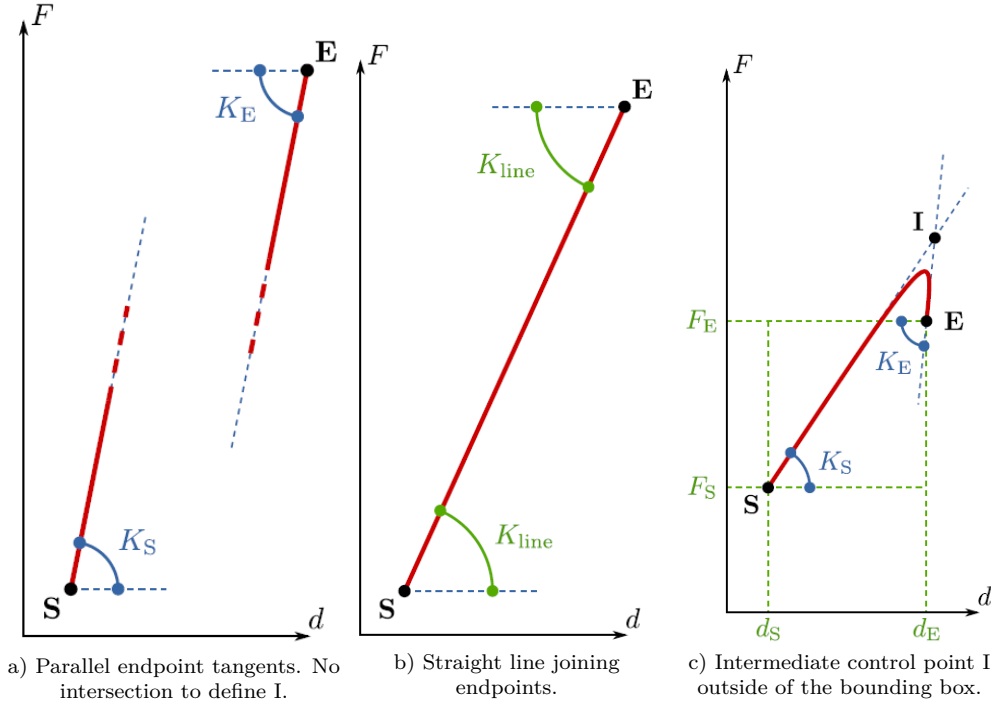 F
E
K_E
K_S
S
d
a) Parallel endpoint tangents. No
intersection to define I.
F
E
K_line
K_line
S
d
b) Straight line joining
endpoints.
F
I
F_E
E
K_E
K_S
F_S
S
d
d_S
d_E
c) Intermediate control point I
outside of the bounding box.